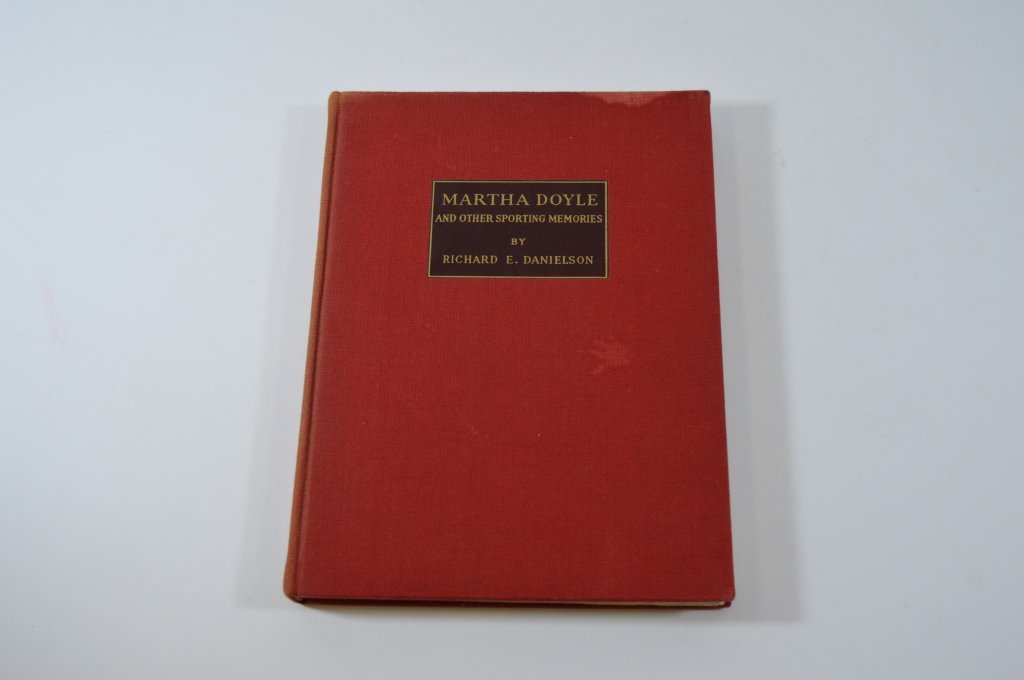 MARTHA DOYLE
AND OTHER SPORTING MEMORIES
BY
RICHARD E. DANIELSON